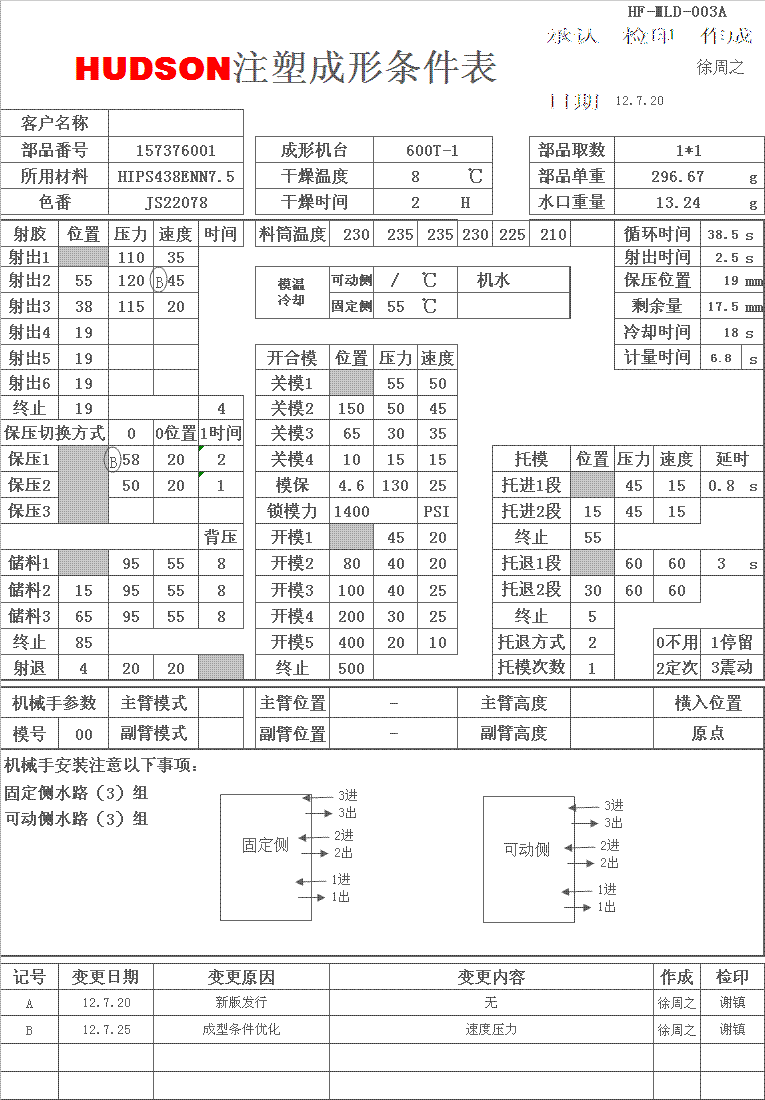 HF-MLD-003A
承认 检印 作成
HUDSON注塑成形条件表
徐周之
日期 12.7.20
客户名称
部品番号 157376001 成形机台 600T-1 部品取数 1*1
所用材料 HIPS438ENN7.5 干燥温度 8 ℃ 部品单重 296.67 g
色番 JS22078 干燥时间 2 H 水口重量 13.24 g
射胶 位置 压力 速度 时间 料筒温度 230 235 235 230 225 210 循环时间 38.5 s
射出1 110 35 射出时间 2.5 s
射出2 55 120 B 45 模温冷却 可动侧 / ℃ 机水 保压位置 19 mm
射出3 38 115 20 固定侧 55 ℃ 剩余量 17.5 mm
射出4 19 冷却时间 18 s
射出5 19 开合模 位置 压力 速度 计量时间 6.8 s
射出6 19 关模1 55 50
终止 19 4 关模2 150 50 45
保压切换方式 0 0位置 1时间 关模3 65 30 35
保压1 B 58 20 2 关模4 10 15 15 托模 位置 压力 速度 延时
保压2 50 20 1 模保 4.6 130 25 托进1段 45 15 0.8 s
保压3 锁模力 1400 PSI 托进2段 15 45 15
背压 开模1 45 20 终止 55
储料1 95 55 8 开模2 80 40 20 托退1段 60 60 3 s
储料2 15 95 55 8 开模3 100 40 25 托退2段 30 60 60
储料3 65 95 55 8 开模4 200 30 25 终止 5
终止 85 开模5 400 20 10 托退方式 2 0不用 1停留
射退 4 20 20 终止 500 托模次数 1 2定次 3震动
机械手参数 主臂模式 主臂位置 - 主臂高度 横入位置
模号 00 副臂模式 副臂位置 - 副臂高度 原点
机械手安装注意以下事项:
固定侧水路(3)组
可动侧水路(3)组
固定侧
3进
3出
2进
2出
1进
1出
可动侧
3进
3出
2进
2出
1进
1出
记号 变更日期 变更原因 变更内容 作成 检印
A 12.7.20 新版发行 无 徐周之 谢镇
B 12.7.25 成型条件优化 速度压力 徐周之 谢镇